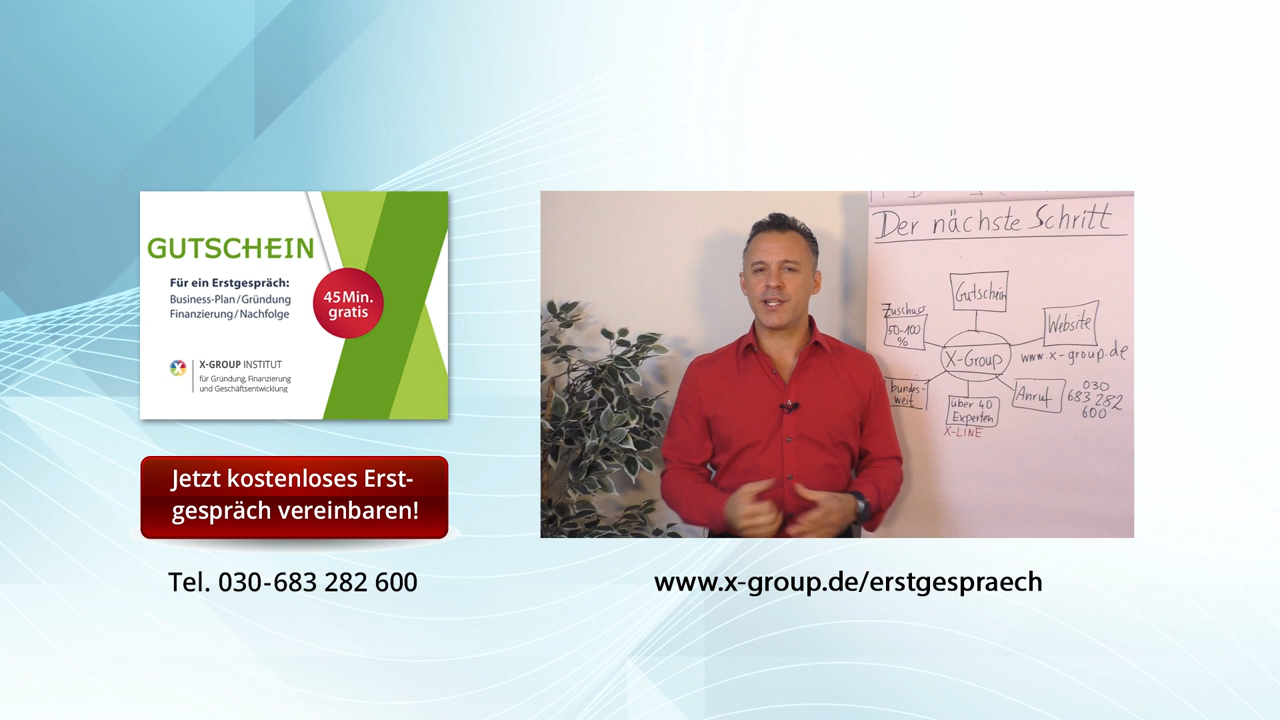 GUTSCHEIN
Für ein Erstgespräch:
Business-Plan/Gründung
Finanzierung/Nachfolge
45 Min.
gratis
X-GROUP INSTITUT
für Gründung, Finanzierung
und Geschäftsentwicklung
Jetzt kostenloses Erst-
gespräch vereinbaren!
Tel. 030-683 282 600
Der nächste Schritt
Gutschein
Zuschuss
50-100
%
Website
www.x-group.de
X-Group
bundes-
weit
über 40
Experten
X-LINE
Anruf
030
683 282
600
www.x-group.de/erstgespraech